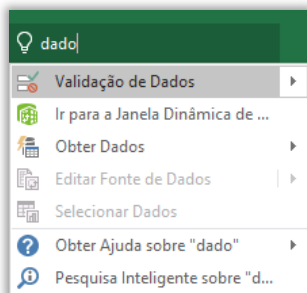 dado
Validação de Dados
Ir para a Janela Dinâmica de ...
Obter Dados
Editar Fonte de Dados
Selecionar Dados
Obter Ajuda sobre "dado"
Pesquisa Inteligente sobre "d...